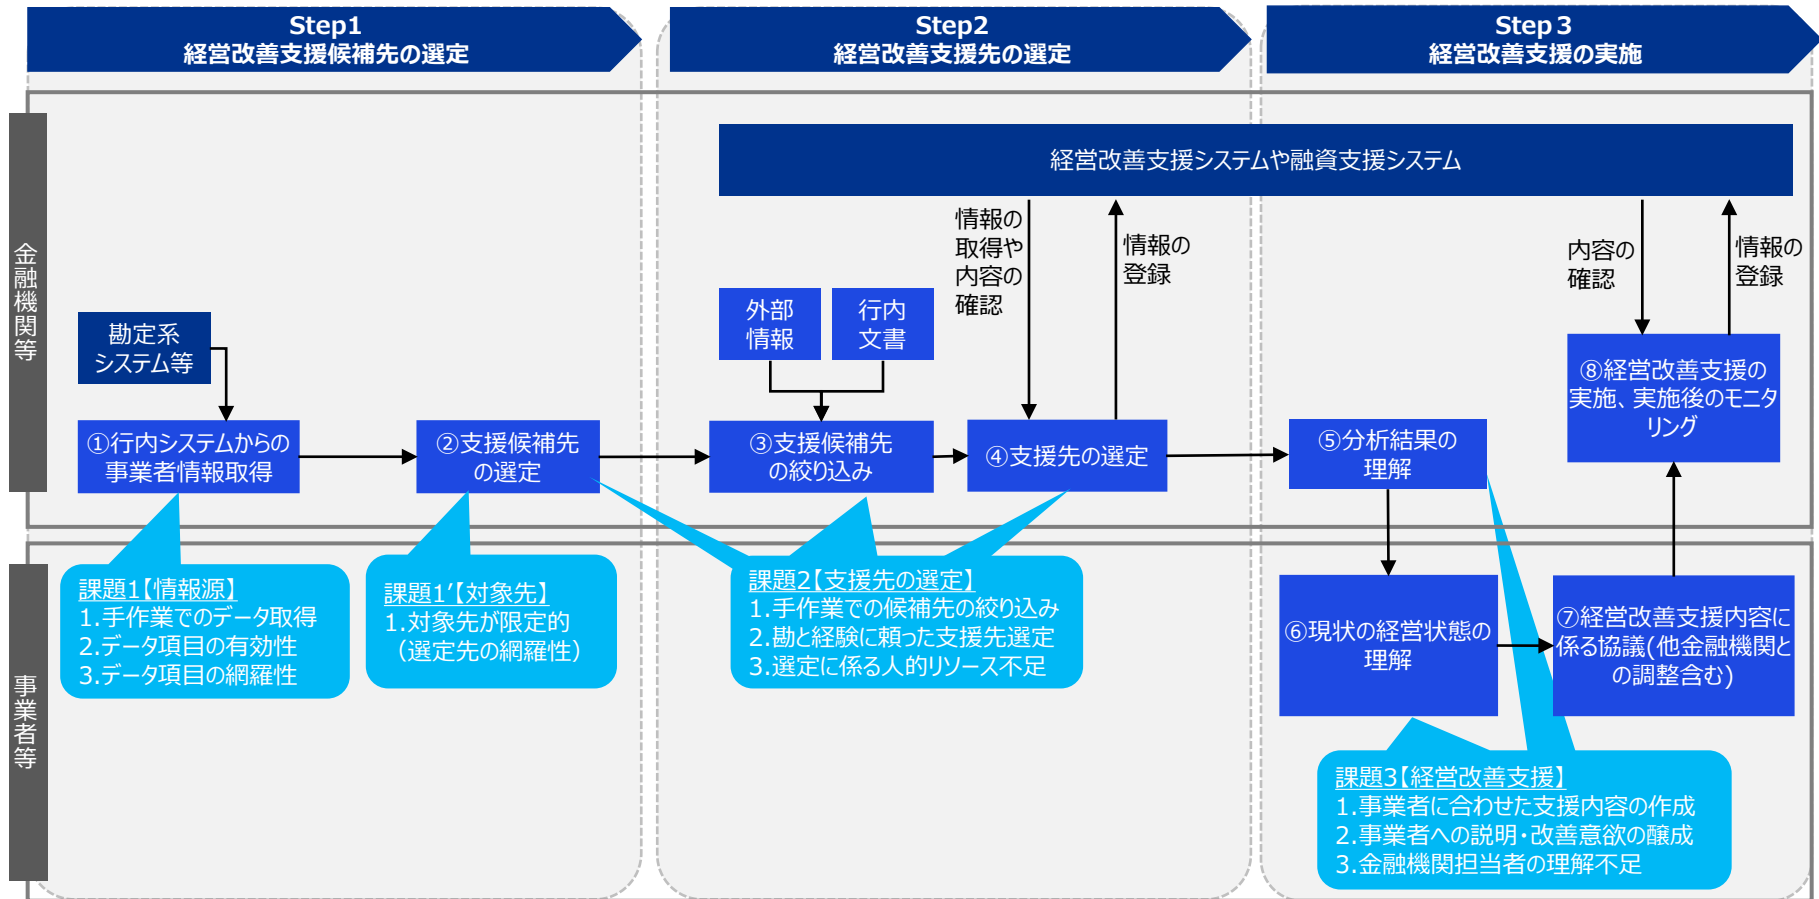 Step1
経営改善支援候補先の選定
Step2
経営改善支援先の選定
Step３
経営改善支援の実施
金融機関等
経営改善支援システムや融資支援システム
情報の
取得や
内容の
確認
情報の
登録
内容の
確認
情報の
登録
外部
情報
行内
文書
勘定系
システム等
①行内システムからの
事業者情報取得
②支援候補先
の選定
③支援候補先
の絞り込み
④支援先の選定
⑤分析結果の
理解
⑧経営改善支援の
実施、実施後のモニタ
リング
事業者等
課題1【情報源】
1.手作業でのデータ取得
2.データ項目の有効性
3.データ項目の網羅性
課題1′【対象先】
1.対象先が限定的
（選定先の網羅性）
課題2【支援先の選定】
1.手作業での候補先の絞り込み
2.勘と経験に頼った支援先選定
3.選定に係る人的リソース不足
⑥現状の経営状態の
理解
⑦経営改善支援内容に
係る協議(他金融機関と
の調整含む)
課題3【経営改善支援】
1.事業者に合わせた支援内容の作成
2.事業者への説明・改善意欲の醸成
3.金融機関担当者の理解不足